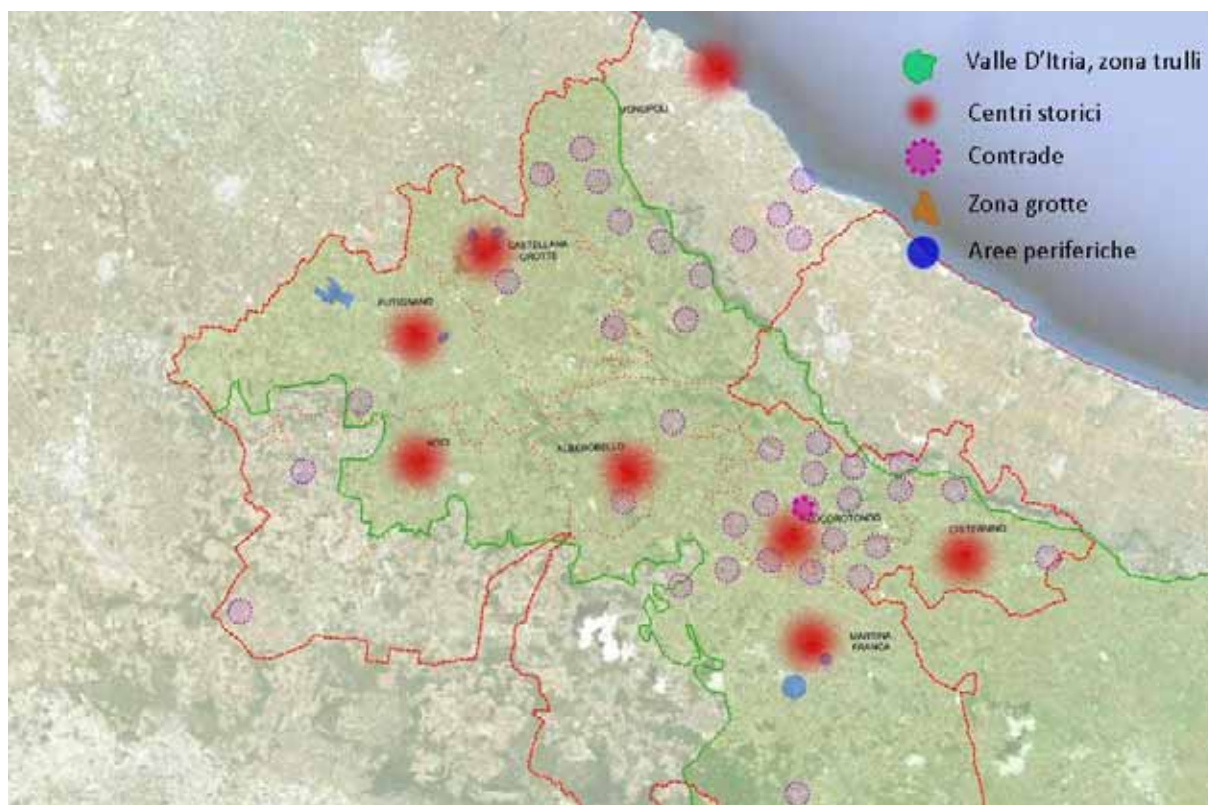 Valle D'Itria, zona trulli
Centri storici
Contrade
Zona grotte
Aree periferiche
MONOPOLI
CASTELLANA
GROTTE
PUTIGNANO
NOCI
ALBEROBELLO
LOCOROTONDO
CISTERNINO
MARTINA
FRANCA